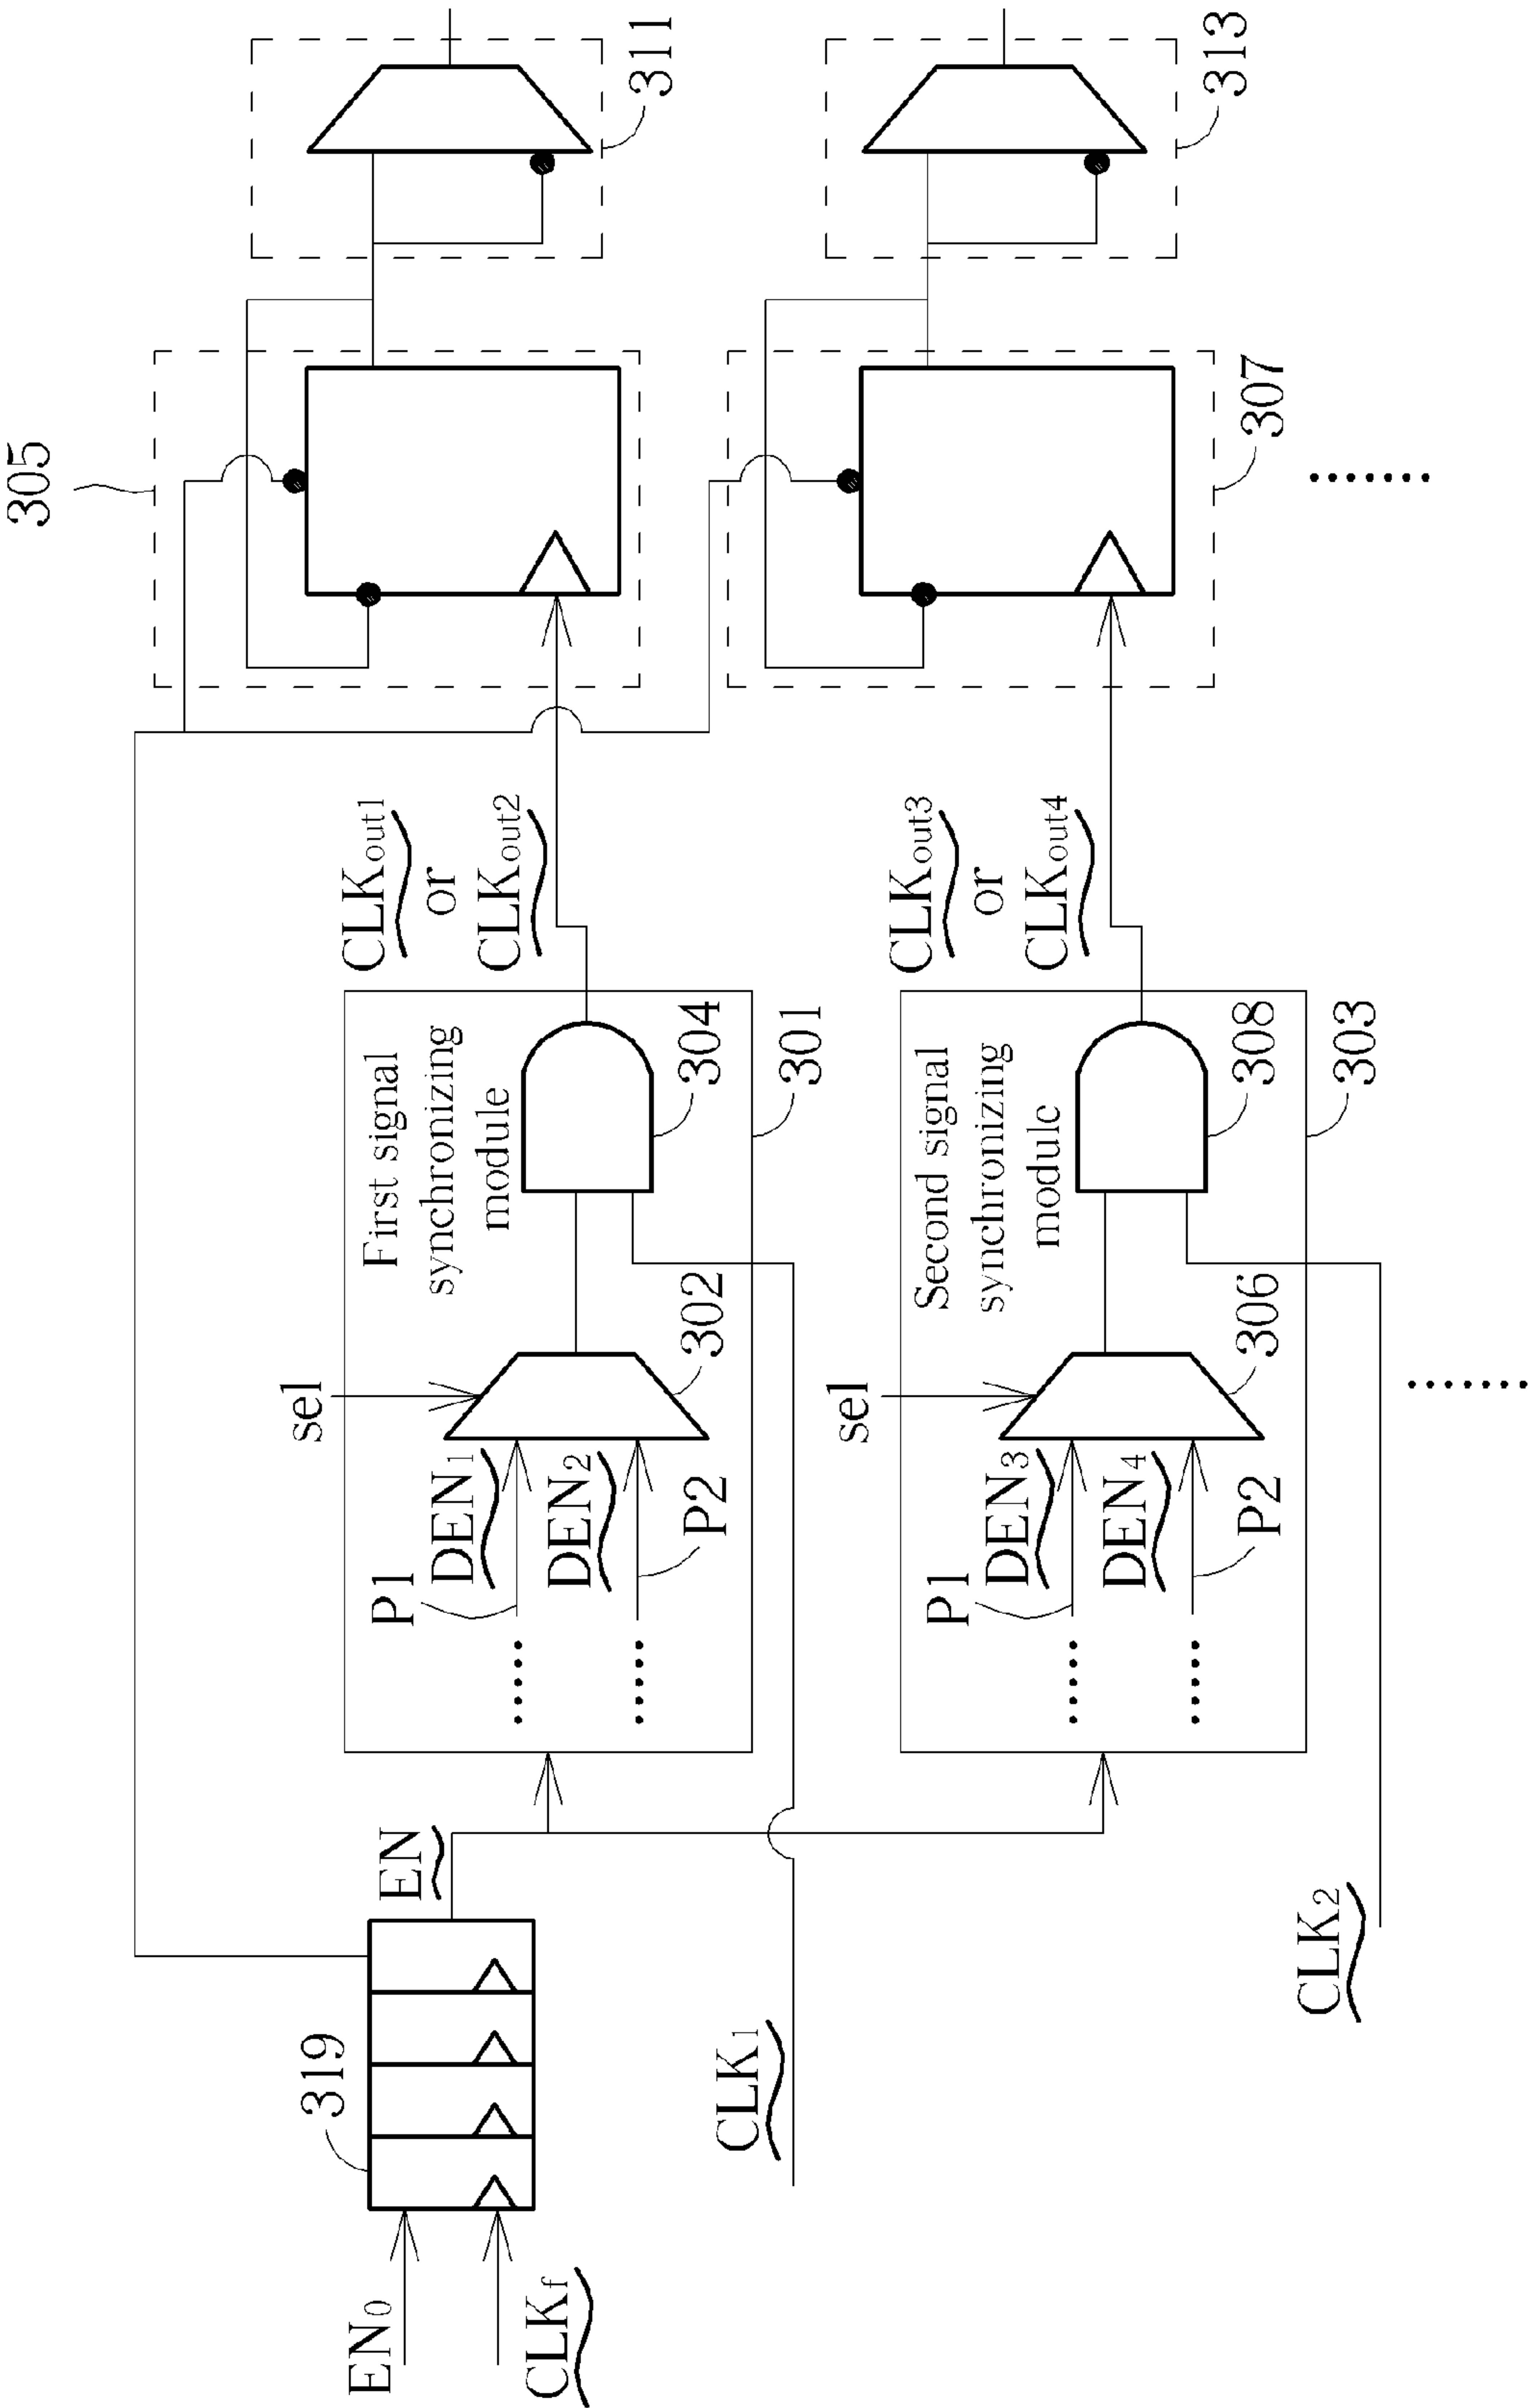 305
311
307
313
CLKout1
or
CLKout2
CLKout3
or
CLKout4
First signal
synchronizing
module
304
301
Second signal
synchronizing
module
308
303
sel
302
sel
306
P1
DEN1
DEN2
P2
P1
DEN3
DEN4
P2
EN
319
EN0
CLKf
CLK1
CLK2